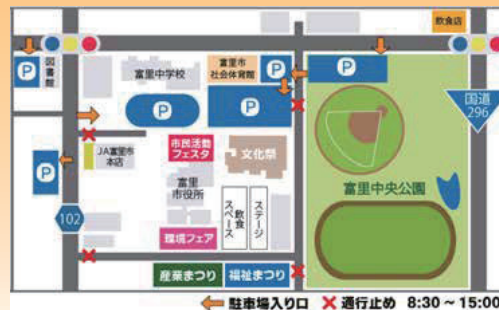 飲食店
P
図書館
富里中学校
富里市
社会体育館
P
P
P
P
国道
296
P
JA富里市
本店
市民活動
フェスタ
文化祭
富里
市役所
飲食
スペース
ステージ
富里中央公園
102
環境フェア
産業まつり
福祉まつり
駐車場入り口
通行止め 8:30~15:00